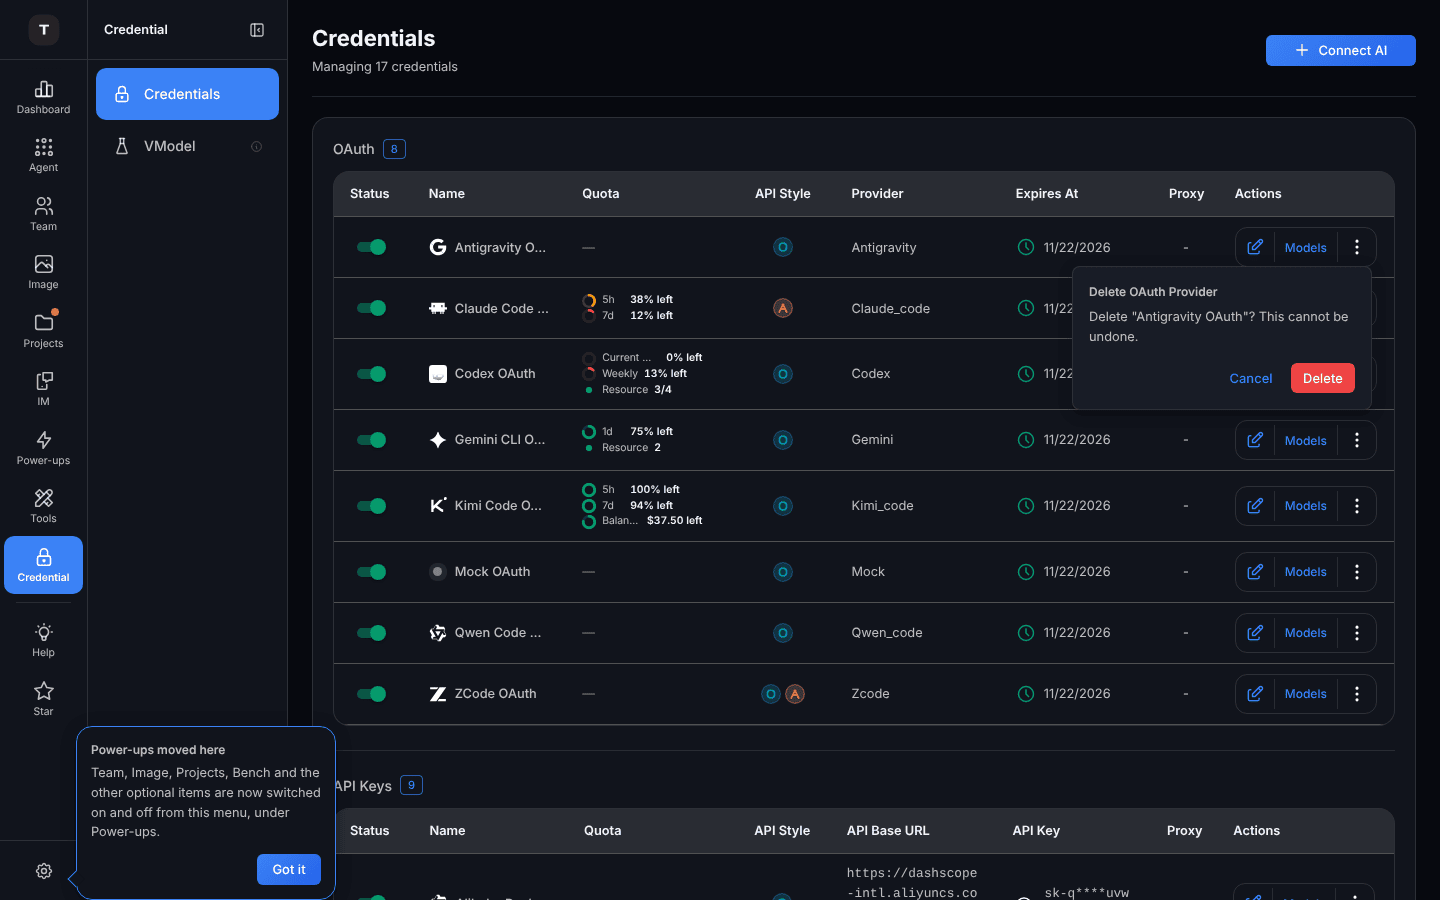 T
Credential
Dashboard
Agent
Team
Image
Projects
IM
Power-ups
Tools
Credential
Help
Star
Credentials
VModel
Credentials
Managing 17 credentials
Connect AI
OAuth 8
Status Name Quota API Style Provider Expires At Proxy Actions
Antigravity O... — O Antigravity 11/22/2026 - Models
Claude Code ... 5h 38% left A Claude_code 11/22
7d 12% left
Codex OAuth Current ... 0% left O Codex 11/22
Weekly 13% left
Resource 3/4
Gemini CLI O... 1d 75% left O Gemini 11/22/2026 - Models
Resource 2
Kimi Code O... 5h 100% left O Kimi_code 11/22/2026 - Models
7d 94% left
Balan... $37.50 left
Mock OAuth — O Mock 11/22/2026 - Models
Qwen Code ... — O Qwen_code 11/22/2026 - Models
ZCode OAuth — O A Zcode 11/22/2026 - Models
Delete OAuth Provider
Delete "Antigravity OAuth"? This cannot be
undone.
Cancel Delete
Power-ups moved here
Team, Image, Projects, Bench and the
other optional items are now switched
on and off from this menu, under
Power-ups.
Got it
API Keys 9
Status Name Quota API Style API Base URL API Key Proxy Actions
https://dashscope
-intl.aliyuncs.co
sk-q****uvw